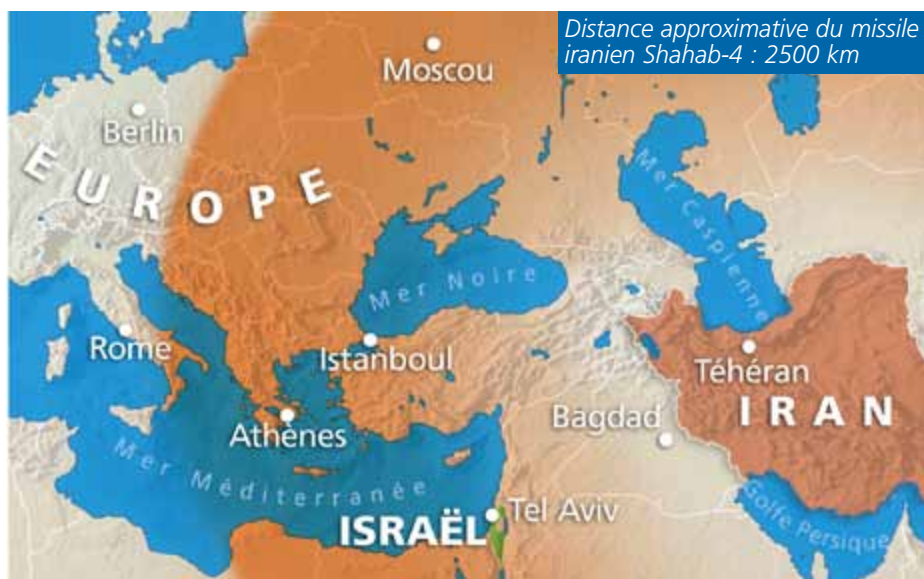 Distance approximative du missile
iranien Shahab-4 : 2500 km
Moscou
Berlin
EUROPE
Mer Caspienne
Mer Noire
Rome
Istanboul
Téhéran
IRAN
Athènes
Bagdad
Mer Méditerranée
ISRAËL
Tel Aviv
Golfe Persique